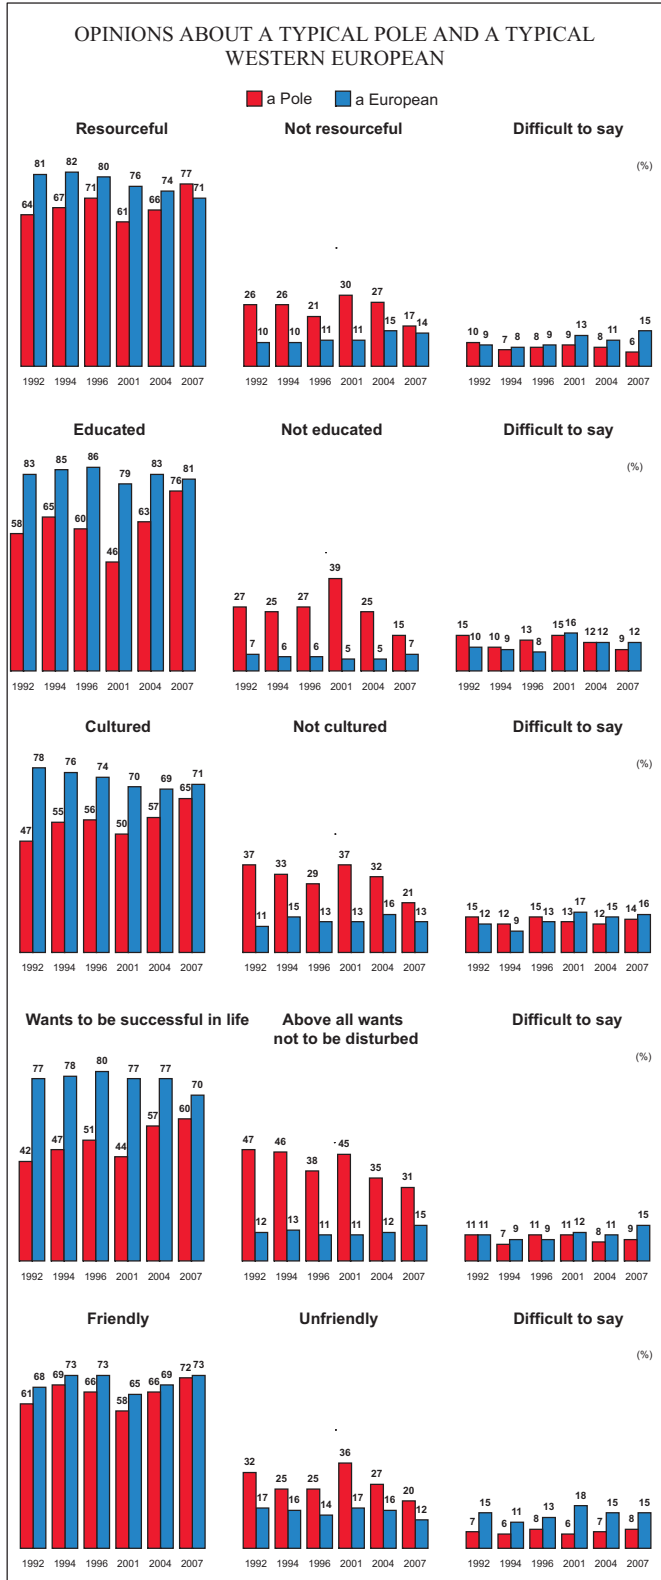 OPINIONS ABOUT A TYPICAL POLE AND A TYPICAL
WESTERN EUROPEAN
a Pole a European
Resourceful Not resourceful Difficult to say
(%)
64 81 67 82 71 80 61 76 66 74 77 71
26 10 26 10 21 11 30 11 27 15 17 14
10 9 7 8 8 9 9 13 8 11 6 15
1992 1994 1996 2001 2004 2007 1992 1994 1996 2001 2004 2007 1992 1994 1996 2001 2004 2007
Educated Not educated Difficult to say
(%)
58 83 65 85 60 86 46 79 63 83 76 81
27 7 25 6 27 6 39 5 25 5 15 7
15 10 10 9 13 8 15 16 12 12 9 12
1992 1994 1996 2001 2004 2007 1992 1994 1996 2001 2004 2007 1992 1994 1996 2001 2004 2007
Cultured Not cultured Difficult to say
(%)
47 78 55 76 56 74 50 70 57 69 65 71
37 11 33 15 29 13 37 13 32 16 21 13
15 12 12 9 15 13 13 17 12 15 14 16
1992 1994 1996 2001 2004 2007 1992 1994 1996 2001 2004 2007 1992 1994 1996 2001 2004 2007
Wants to be successful in life Above all wants Difficult to say
not to be disturbed
(%)
42 77 47 78 51 80 44 77 57 77 60 70
47 12 46 13 38 11 45 11 35 12 31 15
11 11 7 9 11 9 11 12 8 11 9 15
1992 1994 1996 2001 2004 2007 1992 1994 1996 2001 2004 2007 1992 1994 1996 2001 2004 2007
Friendly Unfriendly Difficult to say
(%)
61 68 69 73 66 73 58 65 66 69 72 73
32 17 25 16 25 14 36 17 27 16 20 12
7 15 6 11 8 13 6 18 7 15 8 15
1992 1994 1996 2001 2004 2007 1992 1994 1996 2001 2004 2007 1992 1994 1996 2001 2004 2007